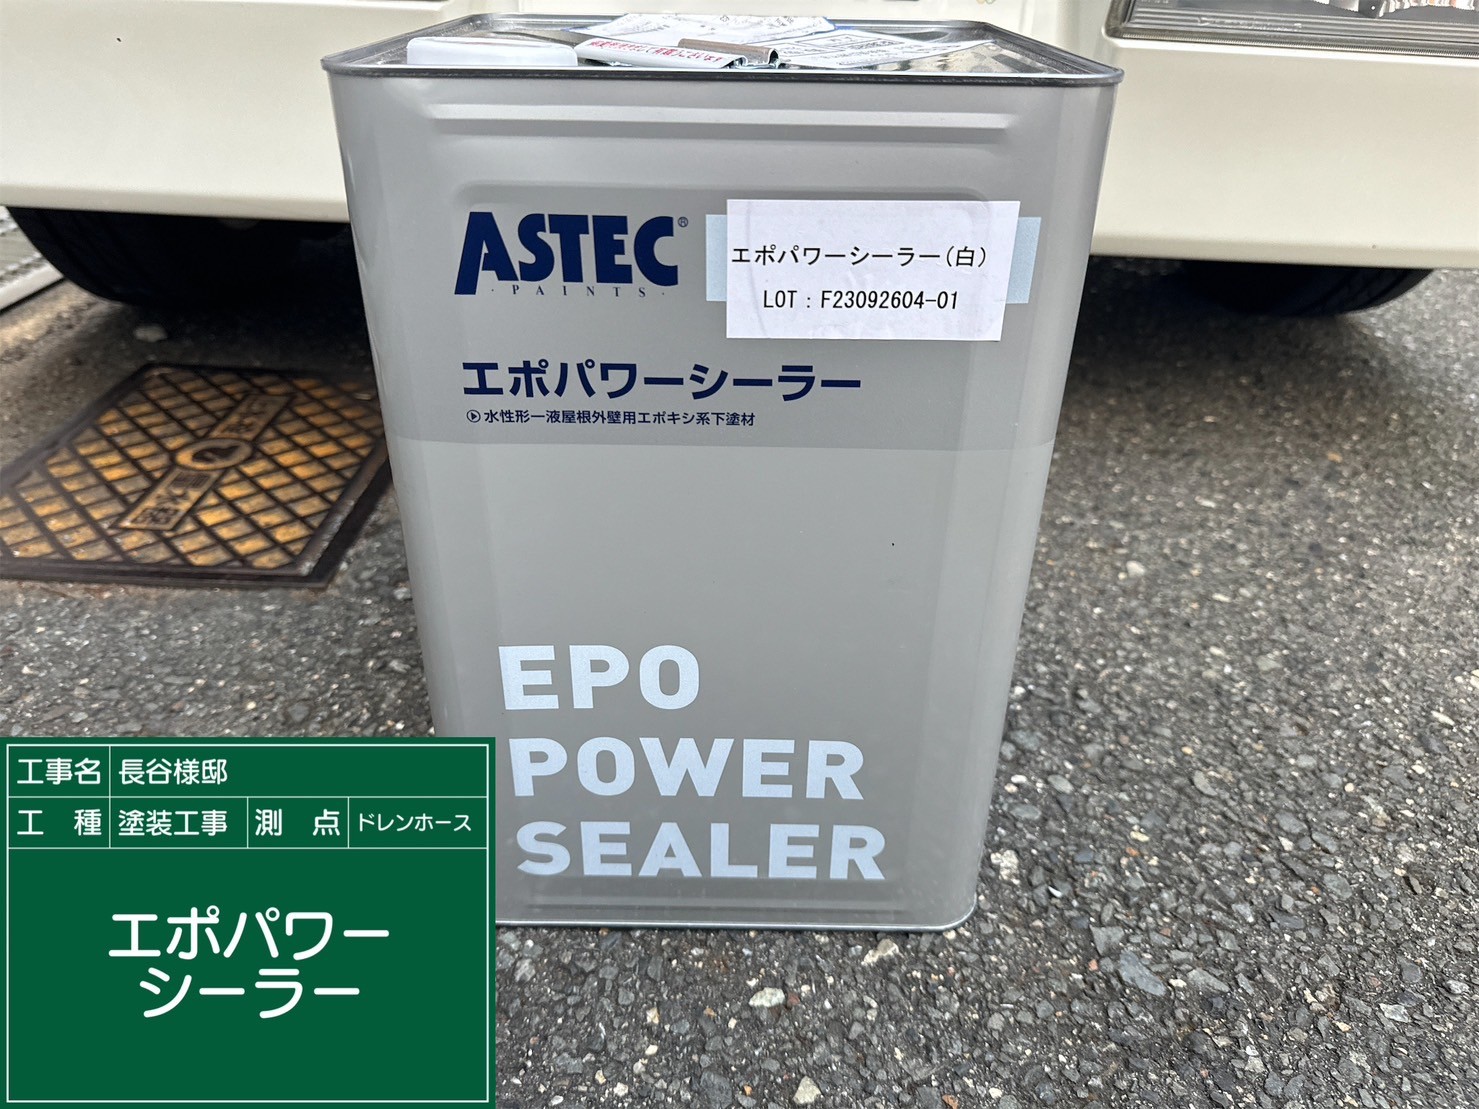 ASTEC®
·PAINTS·
エポパワーシーラー(白)
LOT：F23092604-01
エポパワーシーラー
水性形一液屋根外壁用エポキシ系下塗材
EPO
POWER
SEALER
工事名 長谷様邸
工　種 塗装工事 測　点 ドレンホース
エポパワー
シーラー